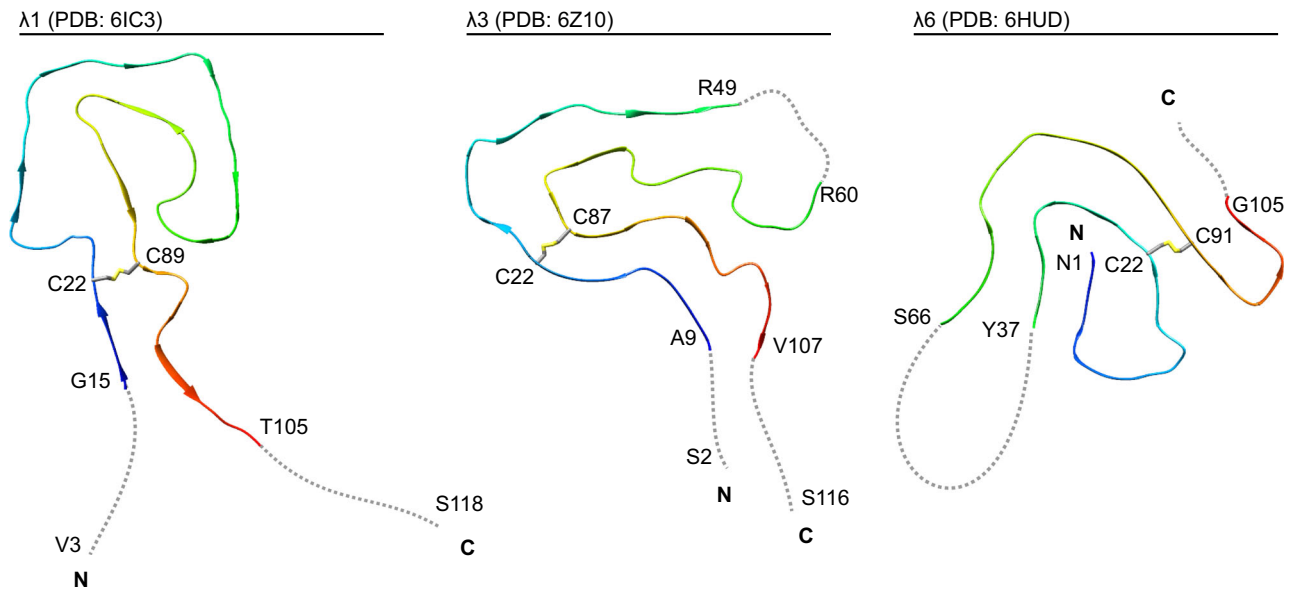 λ1 (PDB: 6IC3)
C22
C89
G15
T105
V3
N
S118
C
λ3 (PDB: 6Z10)
R49
R60
C87
C22
A9
V107
S2
N
S116
C
λ6 (PDB: 6HUD)
C
G105
N
N1
C22
C91
S66
Y37